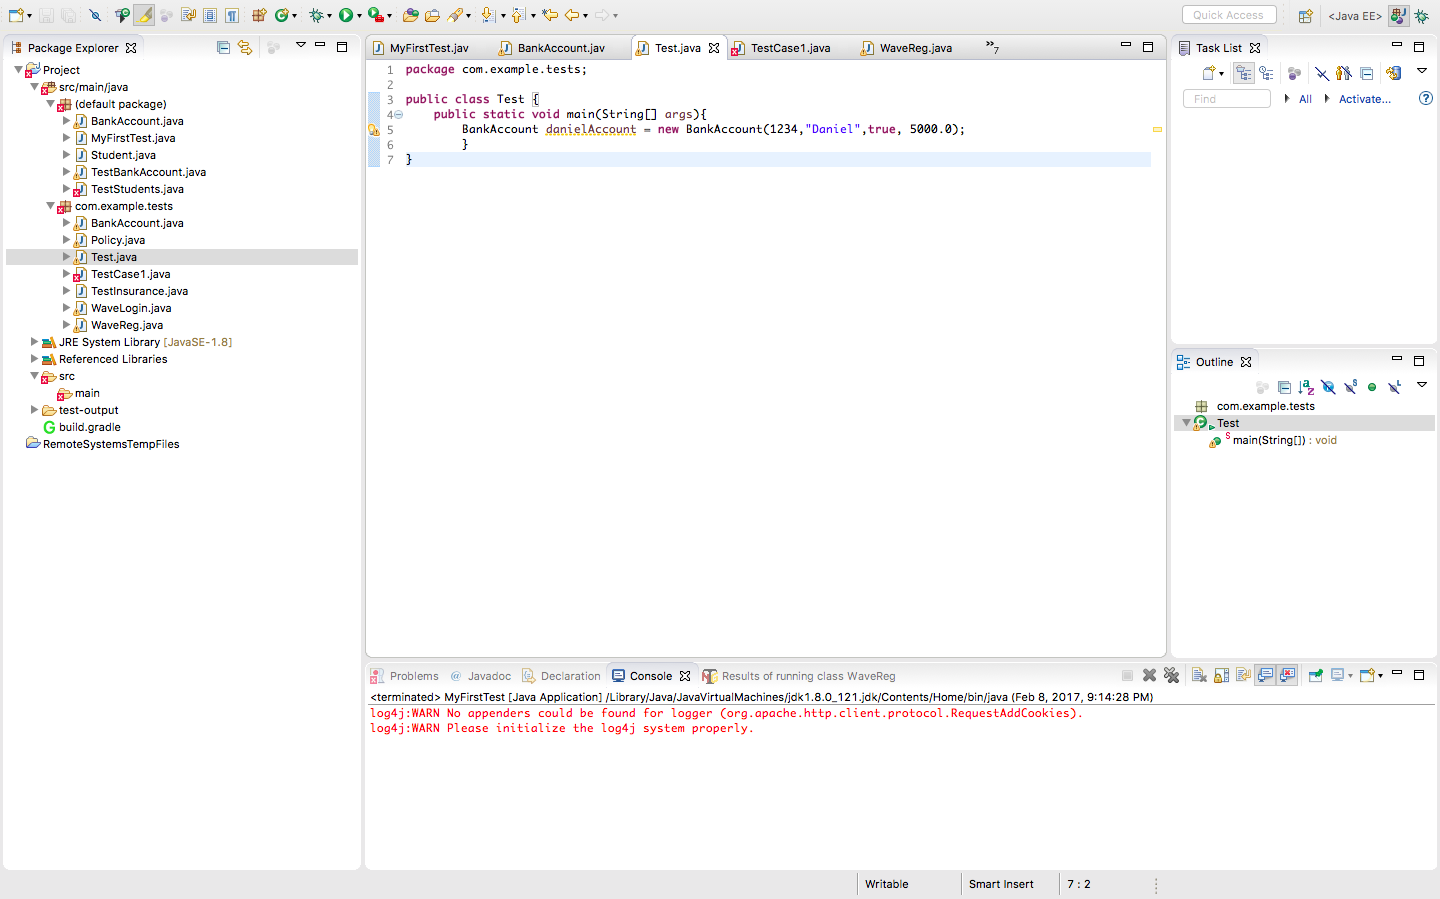 Quick Access
<Java EE>
Package Explorer
Project
src/main/java
(default package)
BankAccount.java
MyFirstTest.java
Student.java
TestBankAccount.java
TestStudents.java
com.example.tests
BankAccount.java
Policy.java
Test.java
TestCase1.java
TestInsurance.java
WaveLogin.java
WaveReg.java
JRE System Library [JavaSE-1.8]
Referenced Libraries
src
main
test-output
build.gradle
RemoteSystemsTempFiles
MyFirstTest.jav BankAccount.jav Test.java TestCase1.java WaveReg.java »7
1 package com.example.tests;
2
3 public class Test {
4 public static void main(String[] args){
5 BankAccount danielAccount = new BankAccount(1234,"Daniel",true, 5000.0);
6 }
7 }
Task List
Find All Activate...
Outline
com.example.tests
Test
main(String[]) : void
Problems @ Javadoc Declaration Console Results of running class WaveReg
<terminated> MyFirstTest [Java Application] /Library/Java/JavaVirtualMachines/jdk1.8.0_121.jdk/Contents/Home/bin/java (Feb 8, 2017, 9:14:28 PM)
log4j:WARN No appenders could be found for logger (org.apache.http.client.protocol.RequestAddCookies).
log4j:WARN Please initialize the log4j system properly.
Writable Smart Insert 7 : 2